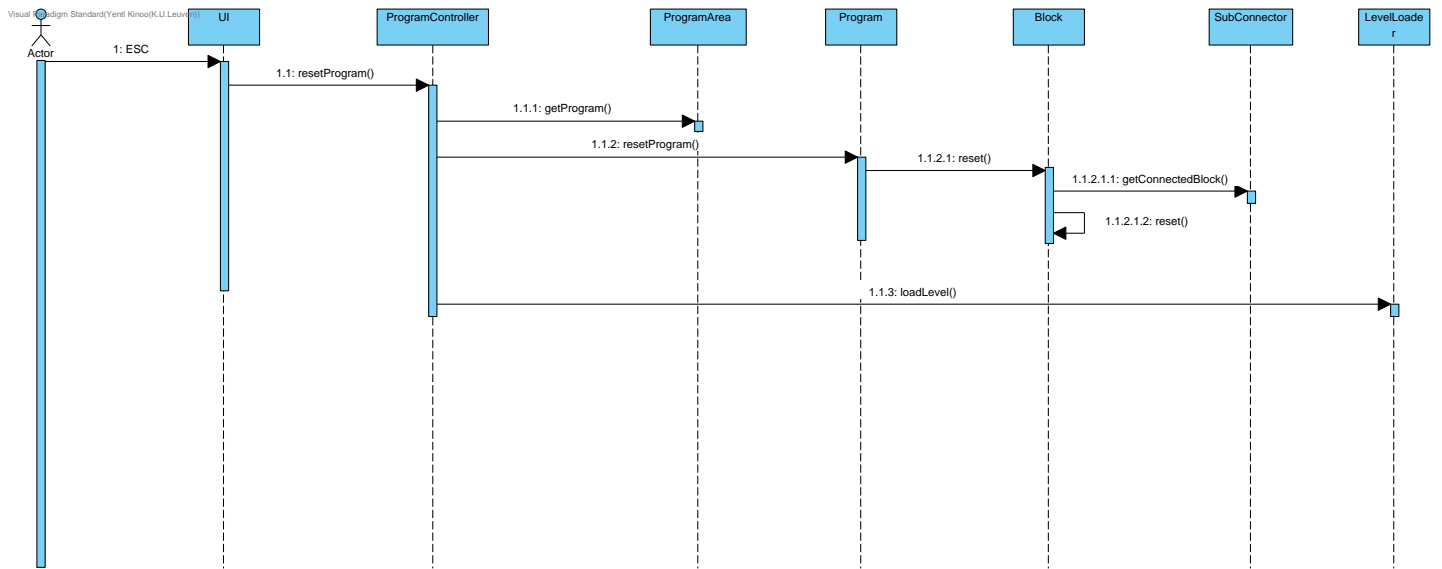 Visual Paradigm Standard(Yentl Kinoo(K.U.Leuven))
UI
ProgramController
ProgramArea
Program
Block
SubConnector
LevelLoade
r
Actor
1: ESC
1.1: resetProgram()
1.1.1: getProgram()
1.1.2: resetProgram()
1.1.2.1: reset()
1.1.2.1.1: getConnectedBlock()
1.1.2.1.2: reset()
1.1.3: loadLevel()